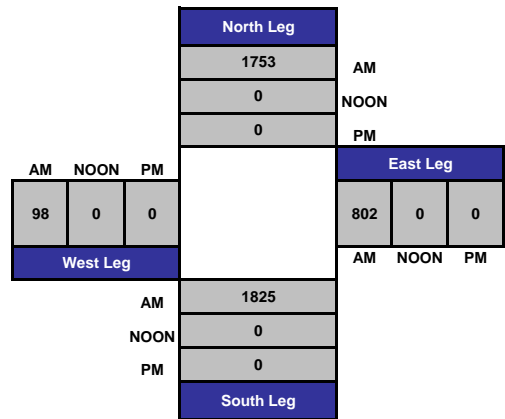 North Leg
1753 AM
0 NOON
0 PM
East Leg
AM NOON PM
98 0 0
802 0 0
West Leg
AM NOON PM
AM 1825
NOON 0
PM 0
South Leg